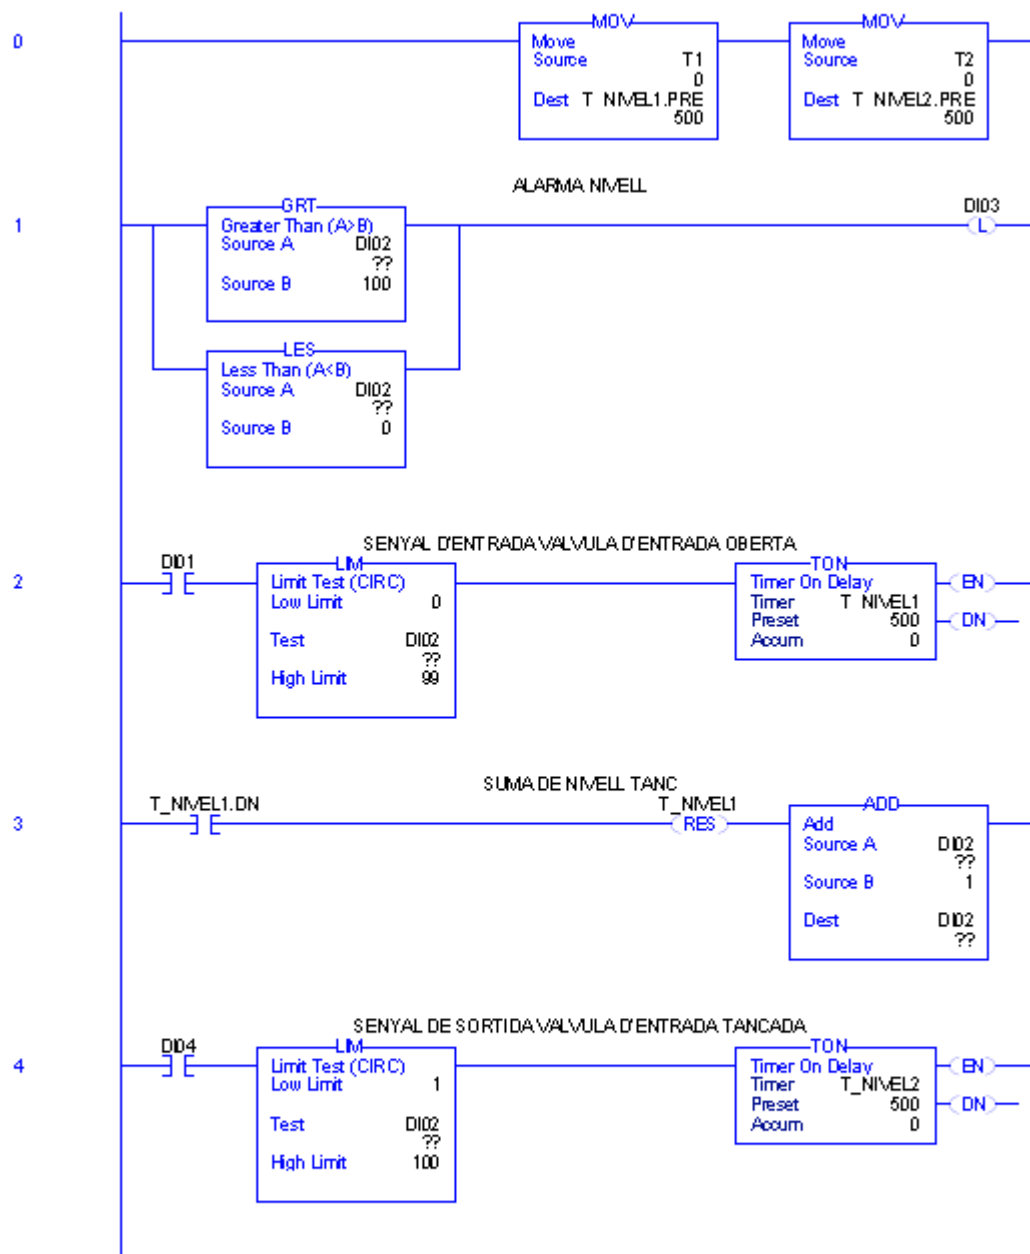 0
MOV
Move
Source T1
0
Dest T_NIVEL1.PRE
500
MOV
Move
Source T2
0
Dest T_NIVEL2.PRE
500
ALARMA NIVELL
1
GRT
Greater Than (A>B)
Source A DI02
??
Source B 100
DI03
L
LES
Less Than (A<B)
Source A DI02
??
Source B 0
SENYAL D'ENTRADA VALVULA D'ENTRADA OBERTA
2
DI01
LIM
Limit Test (CIRC)
Low Limit 0
Test DI02
??
High Limit 99
TON
Timer On Delay
Timer T_NIVEL1
Preset 500
Accum 0
EN
DN
SUMA DE NIVELL TANC
3
T_NIVEL1.DN
T_NIVEL1
RES
ADD
Add
Source A DI02
??
Source B 1
Dest DI02
??
SENYAL DE SORTIDA VALVULA D'ENTRADA TANCADA
4
DI04
LIM
Limit Test (CIRC)
Low Limit 1
Test DI02
??
High Limit 100
TON
Timer On Delay
Timer T_NIVEL2
Preset 500
Accum 0
EN
DN